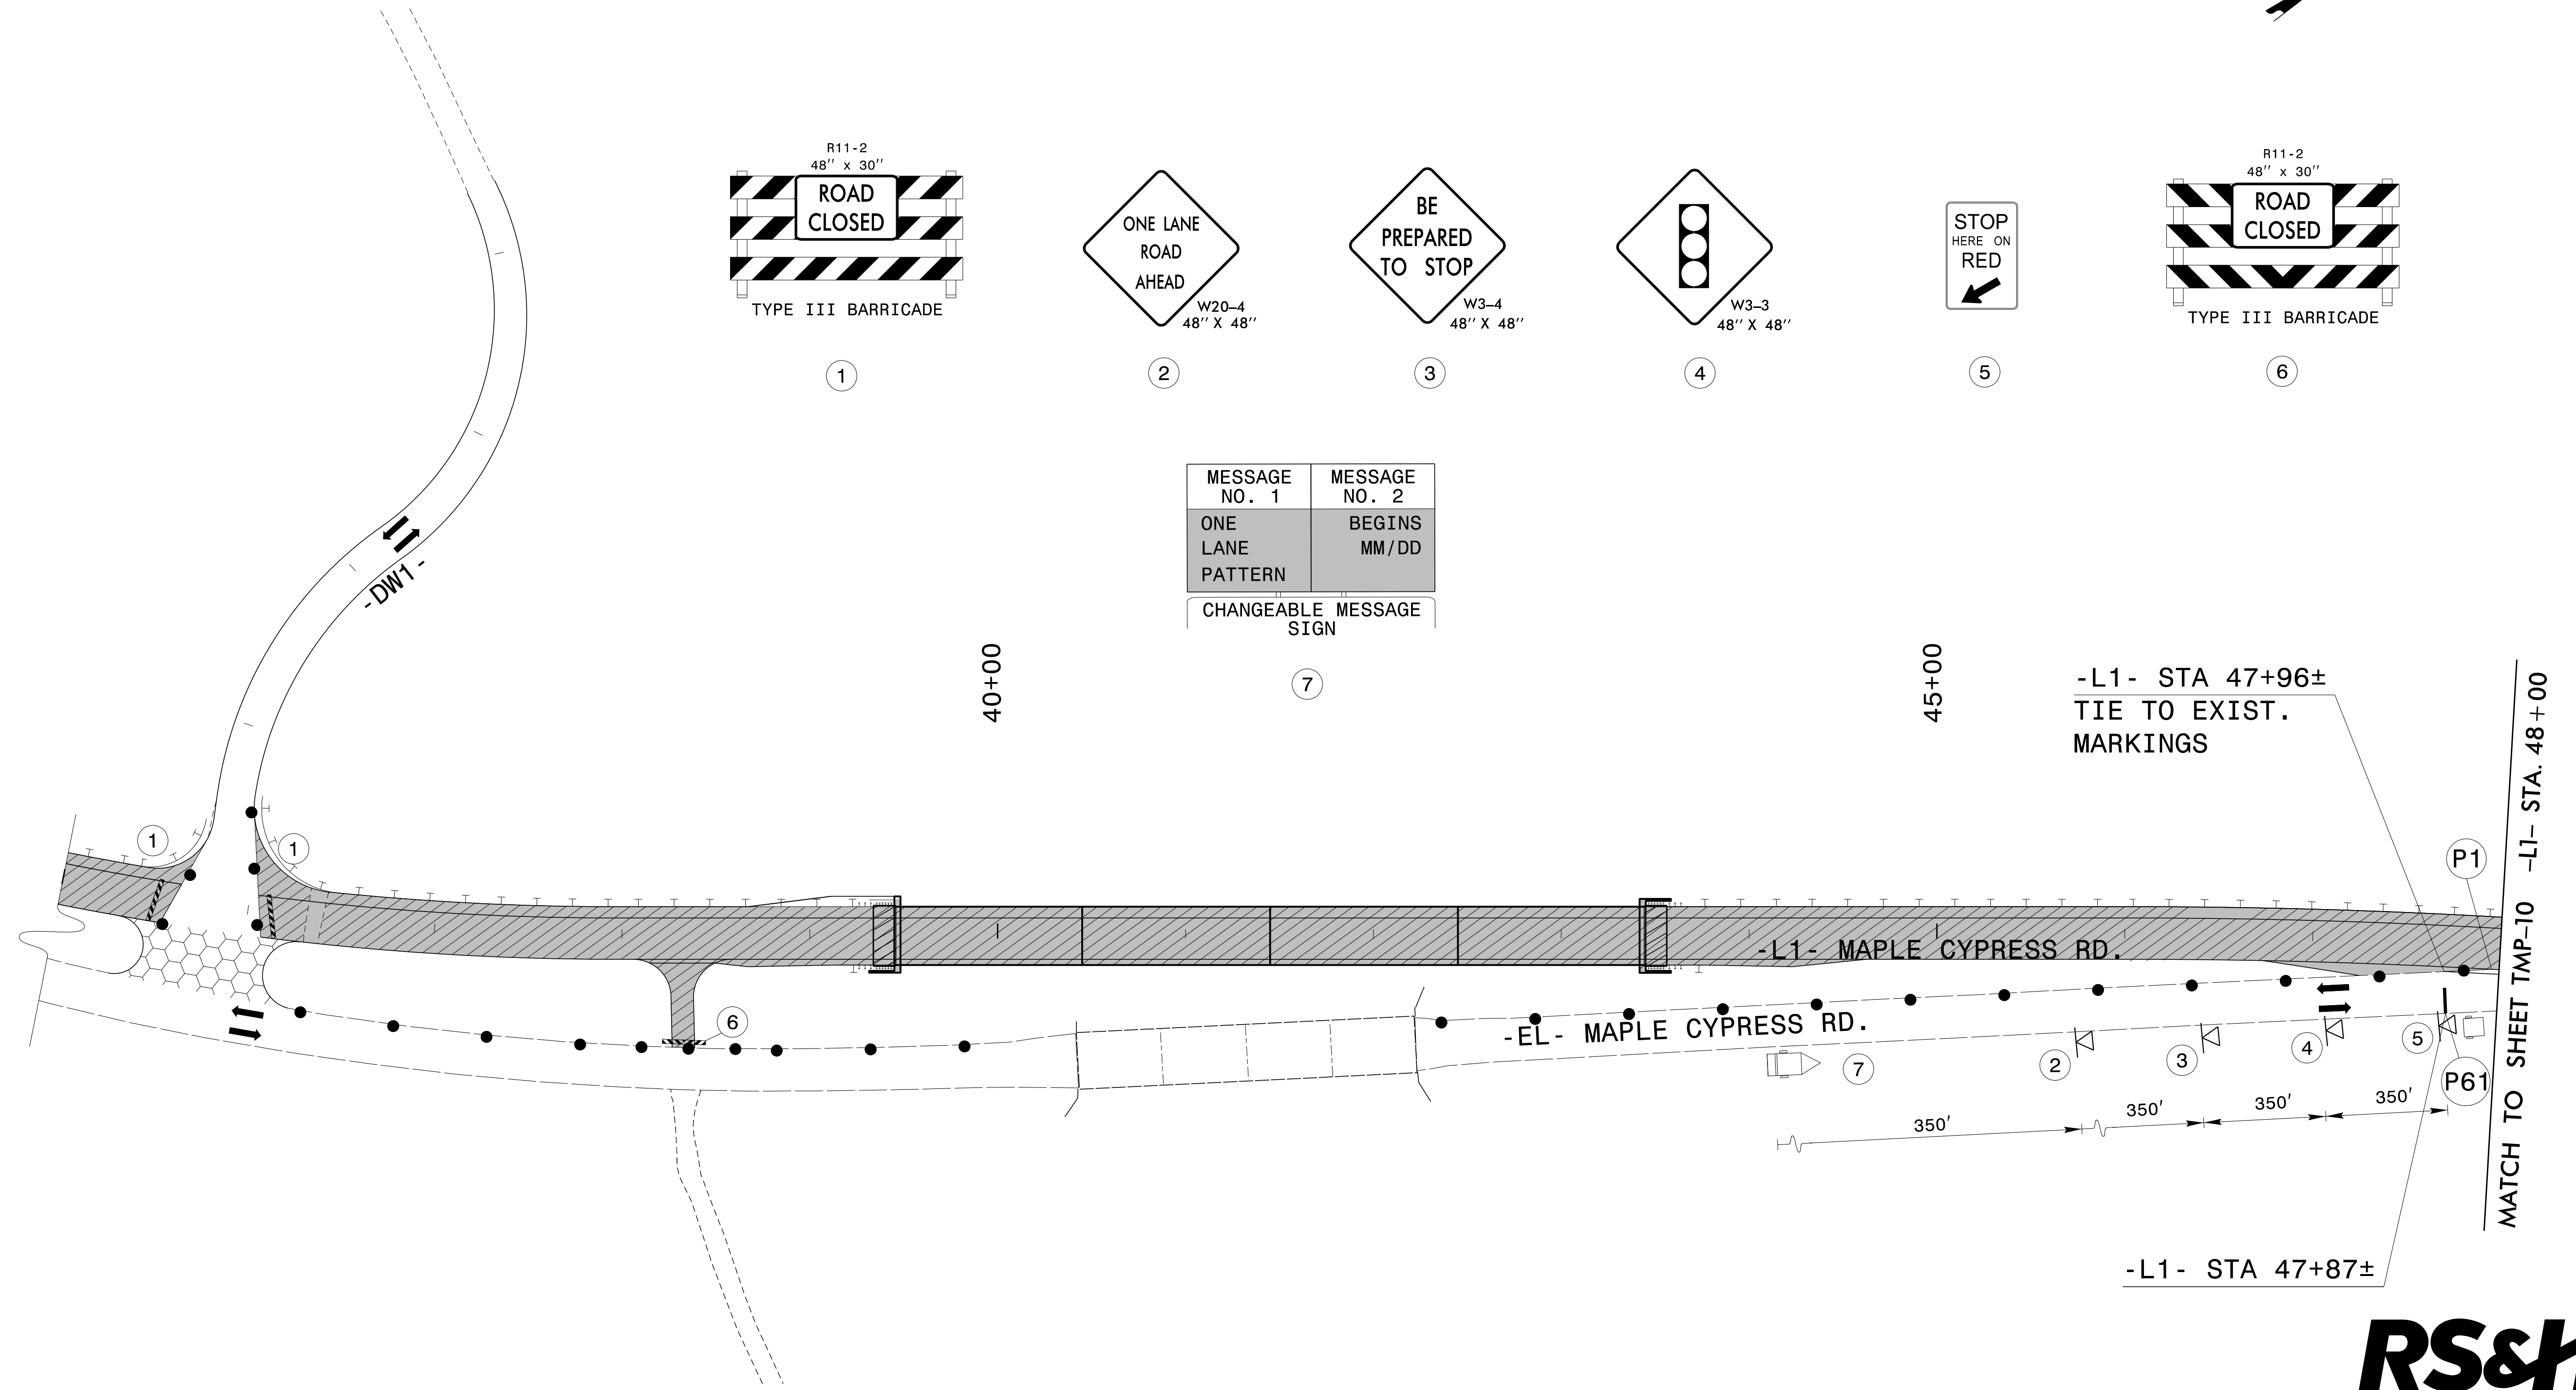 R11-2
48'' x 30''
ROAD
CLOSED
TYPE III BARRICADE
1
ONE LANE
ROAD
AHEAD
W20-4
48'' X 48''
2
BE
PREPARED
TO STOP
W3-4
48'' X 48''
3
W3-3
48'' X 48''
4
STOP
HERE ON
RED
5
R11-2
48'' x 30''
ROAD
CLOSED
TYPE III BARRICADE
6
MESSAGE
NO. 1
MESSAGE
NO. 2
ONE
LANE
PATTERN
BEGINS
MM/DD
CHANGEABLE MESSAGE
SIGN
7
-DW1-
40+00
45+00
-L1- STA 47+96±
TIE TO EXIST.
MARKINGS
MATCH TO SHEET TMP-10 -L1- STA. 48+00
1
1
P1
-L1- MAPLE CYPRESS RD.
6
-EL- MAPLE CYPRESS RD.
7
2
3
4
5
P61
350'
350'
350'
350'
-L1- STA 47+87±
RS&H